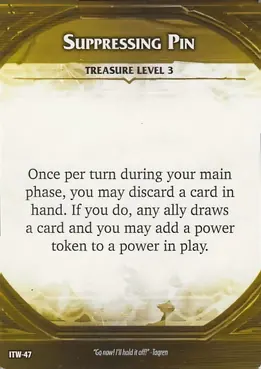 SUPPRESSING PIN
TREASURE LEVEL 3
Once per turn during your main
phase, you may discard a card in
hand. If you do, any ally draws
a card and you may add a power
token to a power in play.
ITW-47
"Go now! I'll hold it off!" -Taqren